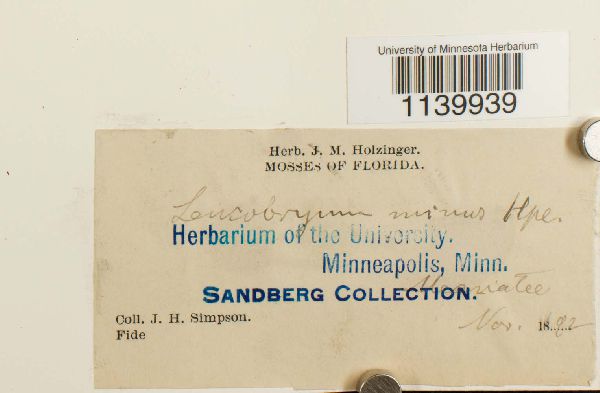 University of Minnesota Herbarium
1139939
Herb. J. M. Holzinger.
MOSSES OF FLORIDA.
Leucobryum minus Hpe.
Herbarium of the University.
Minneapolis, Minn.
Manatee
SANDBERG COLLECTION.
Coll. J. H. Simpson.
Nov. 1892
Fide